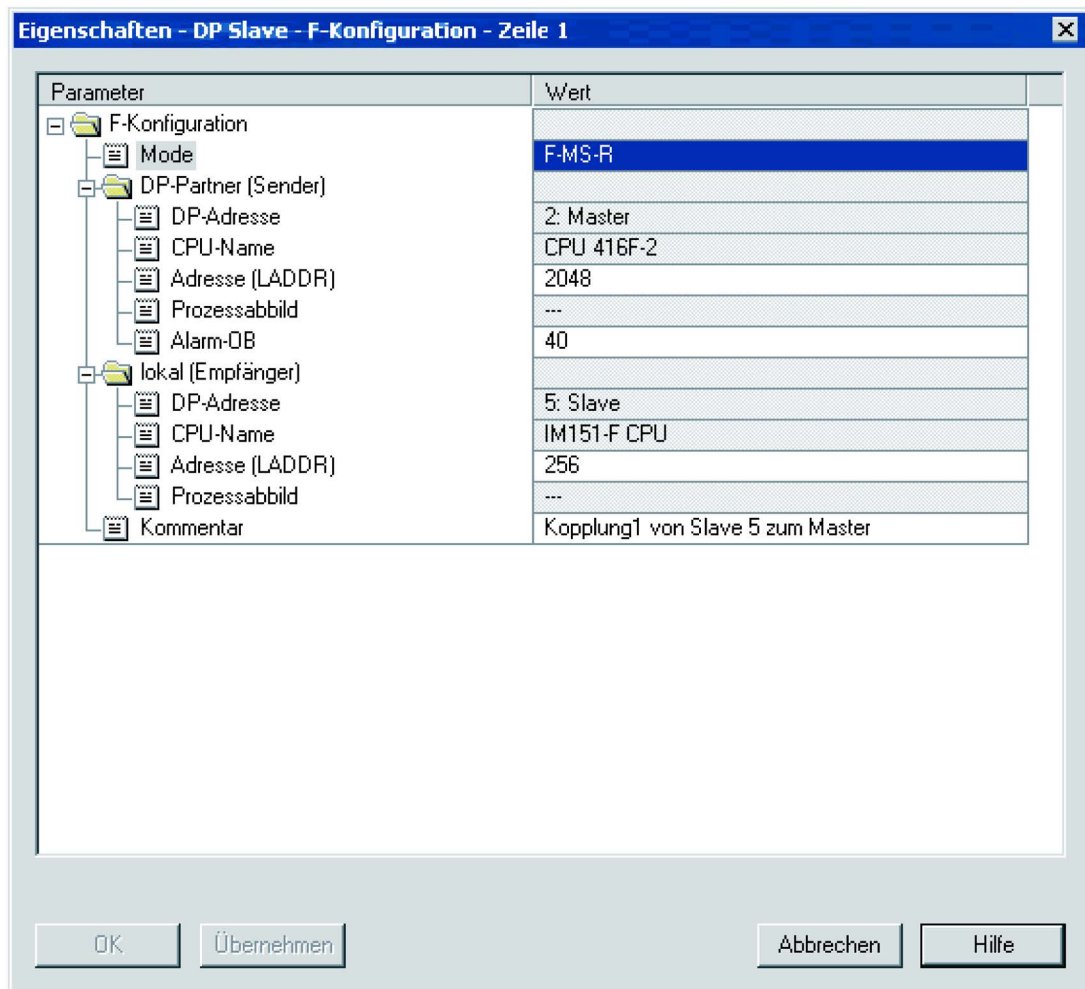 Eigenschaften - DP Slave - F-Konfiguration - Zeile 1
Parameter Wert
F-Konfiguration
Mode F-MS-R
DP-Partner (Sender)
DP-Adresse 2: Master
CPU-Name CPU 416F-2
Adresse (LADDR) 2048
Prozessabbild ---
Alarm-OB 40
lokal (Empfänger)
DP-Adresse 5: Slave
CPU-Name IM151-F CPU
Adresse (LADDR) 256
Prozessabbild ---
Kommentar Kopplung1 von Slave 5 zum Master
OK Übernehmen Abbrechen Hilfe